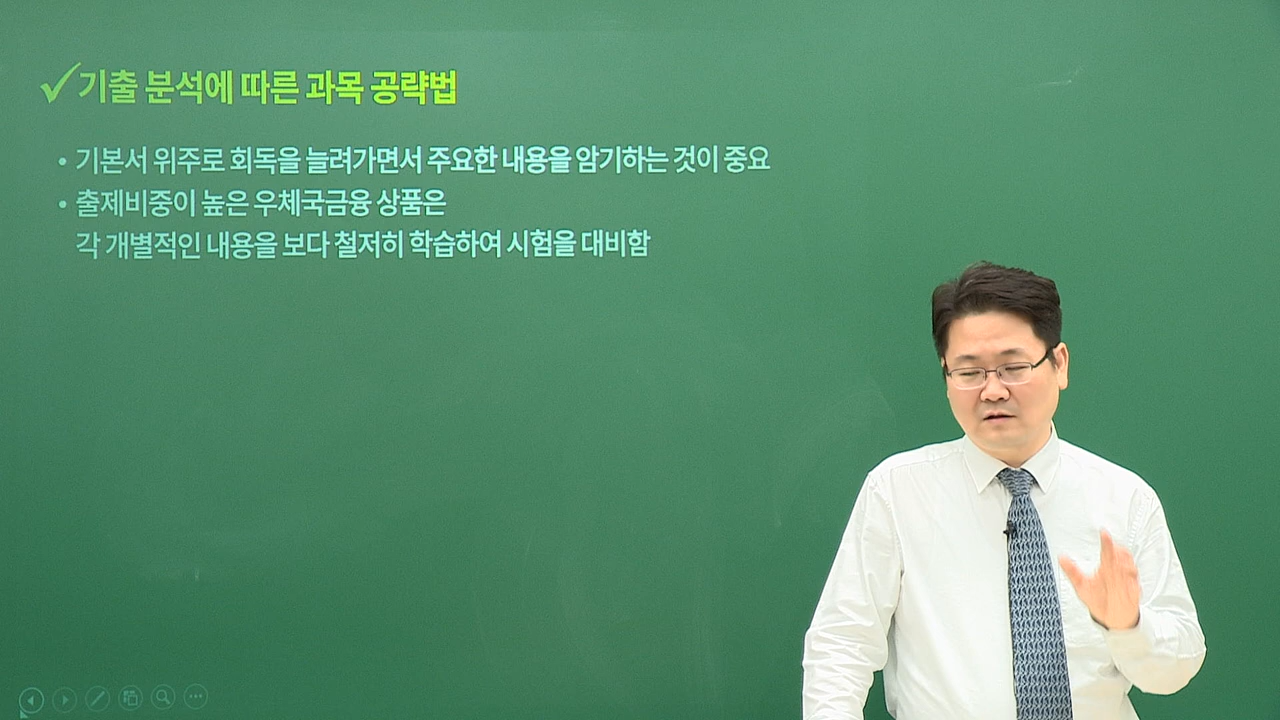 기출 분석에 따른 과목 공략법
• 기본서 위주로 회독을 늘려가면서 주요한 내용을 암기하는 것이 중요
• 출제비중이 높은 우체국금융 상품은
각 개별적인 내용을 보다 철저히 학습하여 시험을 대비함